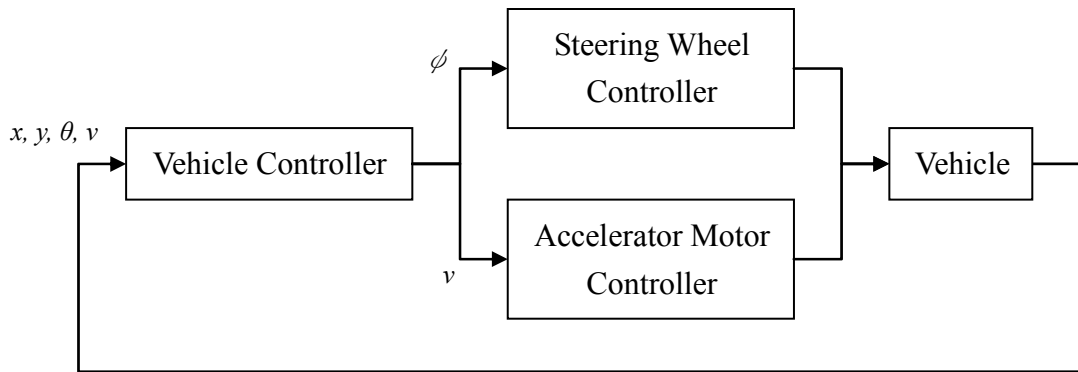 ϕ
Steering Wheel
Controller
x, y, θ, v
Vehicle Controller
Vehicle
Accelerator Motor
Controller
v